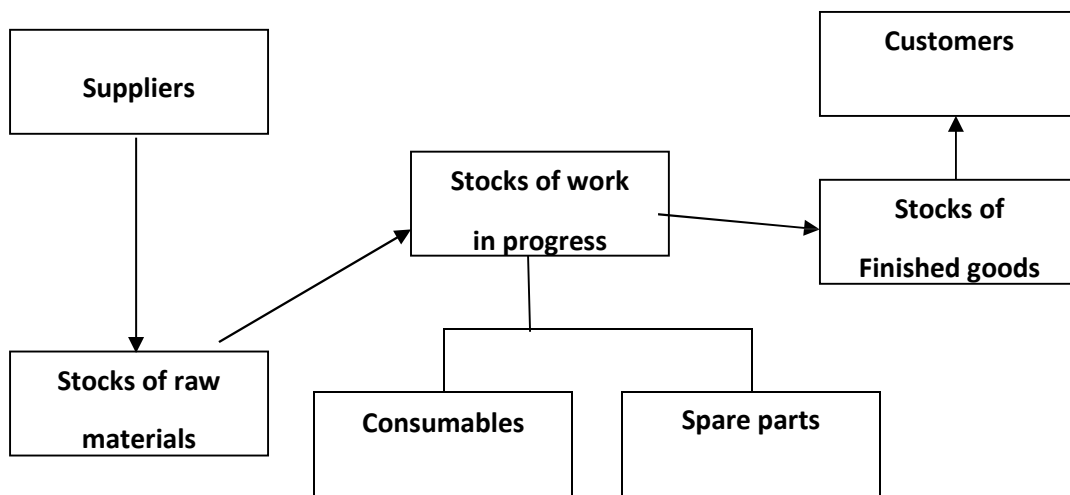 Customers
Suppliers
Stocks of work
in progress
Stocks of
Finished goods
Stocks of raw
materials
Consumables
Spare parts